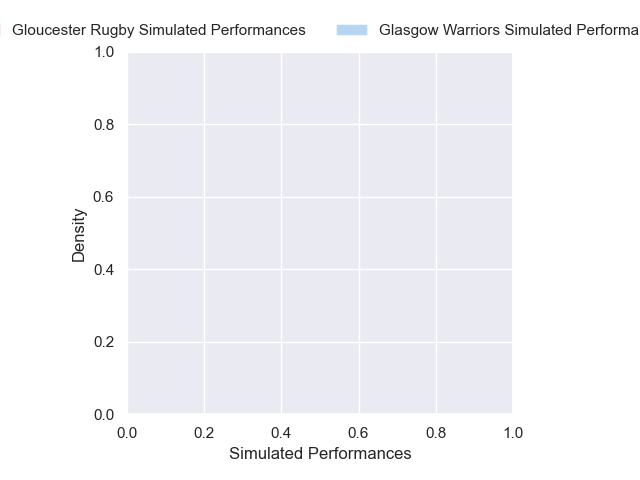 Gloucester Rugby Simulated Performances Glasgow Warriors Simulated Performa
1.0
0.8
0.6
0.4
0.2
0.0
Density
0.0 0.2 0.4 0.6 0.8 1.0
Simulated Performances